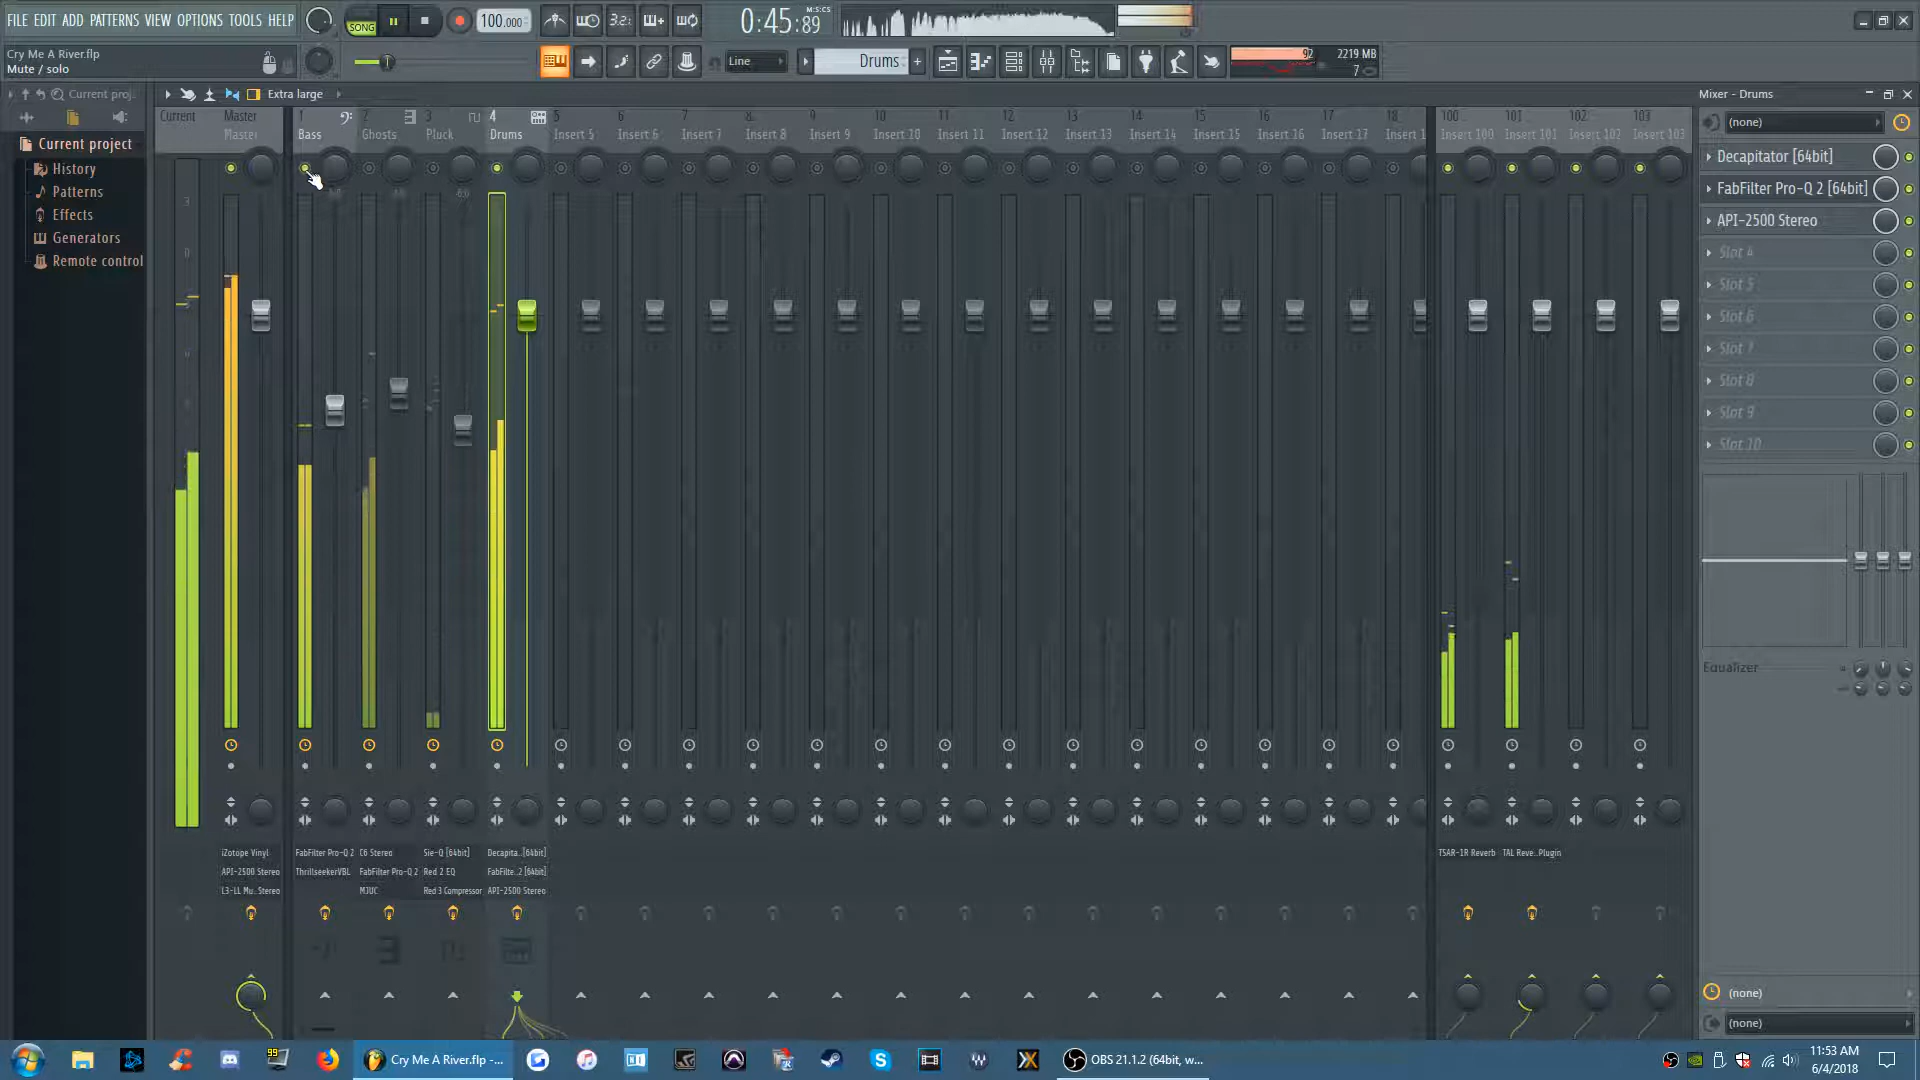 FILE EDIT ADD PATTERNS VIEW OPTIONS TOOLS HELP
SONG
100.000
3.2.
0:45:89
M:S:CS
Cry Me A River.flp
Mute / solo
Line
Drums
92
2219 MB
7
Current proj..
Extra large
Mixer - Drums
Current project
History
Patterns
Effects
Generators
Remote control
Current
Master
Master
1
Bass
2
Ghosts
3
Pluck
4
Drums
5
Insert 5
6
Insert 6
7
Insert 7
8
Insert 8
9
Insert 9
10
Insert 10
11
Insert 11
12
Insert 12
13
Insert 13
14
Insert 14
15
Insert 15
16
Insert 16
17
Insert 17
18
Insert 1
100
Insert 100
101
Insert 101
102
Insert 102
103
Insert 103
(none)
Decapitator [64bit]
FabFilter Pro-Q 2 [64bit]
API-2500 Stereo
Slot 4
Slot 5
Slot 6
Slot 7
Slot 8
Slot 9
Slot 10
Equalizer
(none)
(none)
iZotope Vinyl
API-2500 Stereo
L3-LL Mu..Stereo
FabFilter Pro-Q 2
ThrillseekerVBL
C6 Stereo
FabFilter Pro-Q 2
MJUC
Sie-Q [64bit]
Red 2 EQ
Red 3 Compressor
Decapita..[64bit]
FabFilte..2 [64bit]
API-2500 Stereo
TSAR-1R Reverb
TAL Reve..Plugin
99
Cry Me A River.flp -...
OBS 21.1.2 (64bit, w...
11:53 AM
6/4/2018